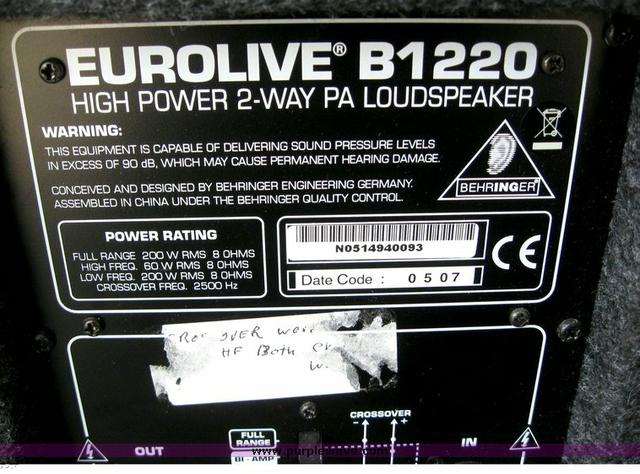 EUROLIVE® B1220
HIGH POWER 2-WAY PA LOUDSPEAKER
WARNING:
THIS EQUIPMENT IS CAPABLE OF DELIVERING SOUND PRESSURE LEVELS
IN EXCESS OF 90 dB, WHICH MAY CAUSE PERMANENT HEARING DAMAGE.
CONCEIVED AND DESIGNED BY BEHRINGER ENGINEERING GERMANY.
ASSEMBLED IN CHINA UNDER THE BEHRINGER QUALITY CONTROL.
BEHRINGER
POWER RATING
FULL RANGE 200 W RMS 8 OHMS
HIGH FREQ. 60 W RMS 8 OHMS
LOW FREQ. 200 W RMS 8 OHMS
CROSSOVER FREQ. 2500 Hz
N0514940093
Date Code : 0507
CE
OVER
HF Both
CROSSOVER
- +
OUT
FULL
RANGE
BI-AMP
IN
www.purplewave.com